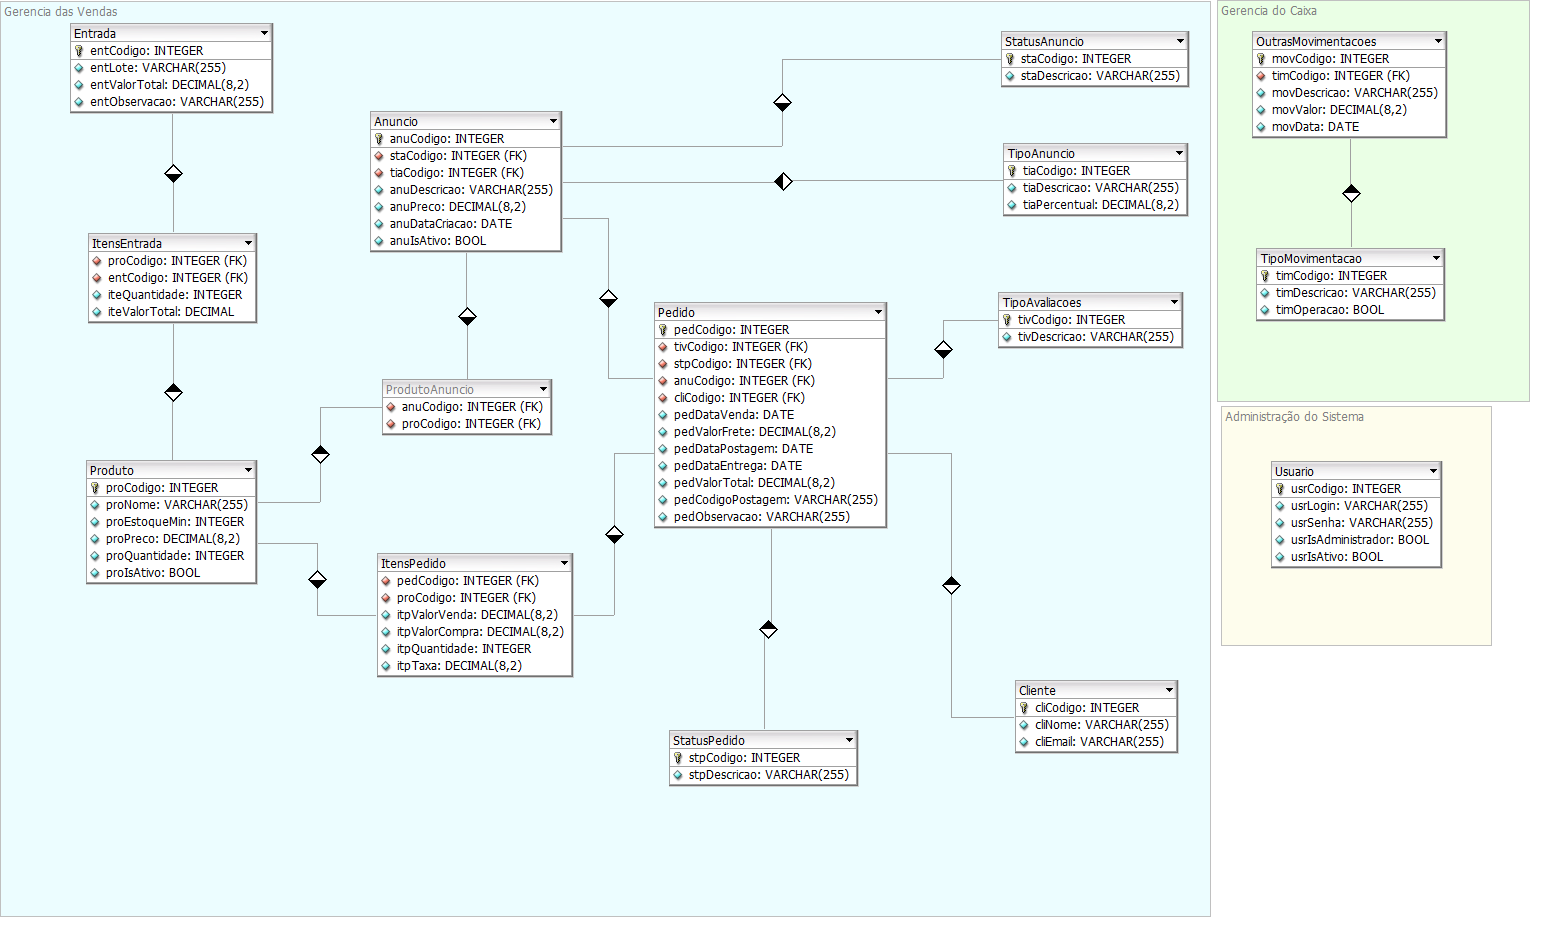 Gerencia das Vendas
Entrada
entCodigo: INTEGER
entLote: VARCHAR(255)
entValorTotal: DECIMAL(8,2)
entObservacao: VARCHAR(255)
ItensEntrada
proCodigo: INTEGER (FK)
entCodigo: INTEGER (FK)
iteQuantidade: INTEGER
iteValorTotal: DECIMAL
Produto
proCodigo: INTEGER
proNome: VARCHAR(255)
proEstoqueMin: INTEGER
proPreco: DECIMAL(8,2)
proQuantidade: INTEGER
proIsAtivo: BOOL
Anuncio
anuCodigo: INTEGER
staCodigo: INTEGER (FK)
tiaCodigo: INTEGER (FK)
anuDescricao: VARCHAR(255)
anuPreco: DECIMAL(8,2)
anuDataCriacao: DATE
anuIsAtivo: BOOL
ProdutoAnuncio
anuCodigo: INTEGER (FK)
proCodigo: INTEGER (FK)
ItensPedido
pedCodigo: INTEGER (FK)
proCodigo: INTEGER (FK)
itpValorVenda: DECIMAL(8,2)
itpValorCompra: DECIMAL(8,2)
itpQuantidade: INTEGER
itpTaxa: DECIMAL(8,2)
Pedido
pedCodigo: INTEGER
tivCodigo: INTEGER (FK)
stpCodigo: INTEGER (FK)
anuCodigo: INTEGER (FK)
cliCodigo: INTEGER (FK)
pedDataVenda: DATE
pedValorFrete: DECIMAL(8,2)
pedDataPostagem: DATE
pedDataEntrega: DATE
pedValorTotal: DECIMAL(8,2)
pedCodigoPostagem: VARCHAR(255)
pedObservacao: VARCHAR(255)
StatusPedido
stpCodigo: INTEGER
stpDescricao: VARCHAR(255)
StatusAnuncio
staCodigo: INTEGER
staDescricao: VARCHAR(255)
TipoAnuncio
tiaCodigo: INTEGER
tiaDescricao: VARCHAR(255)
tiaPercentual: DECIMAL(8,2)
TipoAvaliacoes
tivCodigo: INTEGER
tivDescricao: VARCHAR(255)
Cliente
cliCodigo: INTEGER
cliNome: VARCHAR(255)
cliEmail: VARCHAR(255)
Gerencia do Caixa
OutrasMovimentacoes
movCodigo: INTEGER
timCodigo: INTEGER (FK)
movDescricao: VARCHAR(255)
movValor: DECIMAL(8,2)
movData: DATE
TipoMovimentacao
timCodigo: INTEGER
timDescricao: VARCHAR(255)
timOperacao: BOOL
Administração do Sistema
Usuario
usrCodigo: INTEGER
usrLogin: VARCHAR(255)
usrSenha: VARCHAR(255)
usrIsAdministrador: BOOL
usrIsAtivo: BOOL